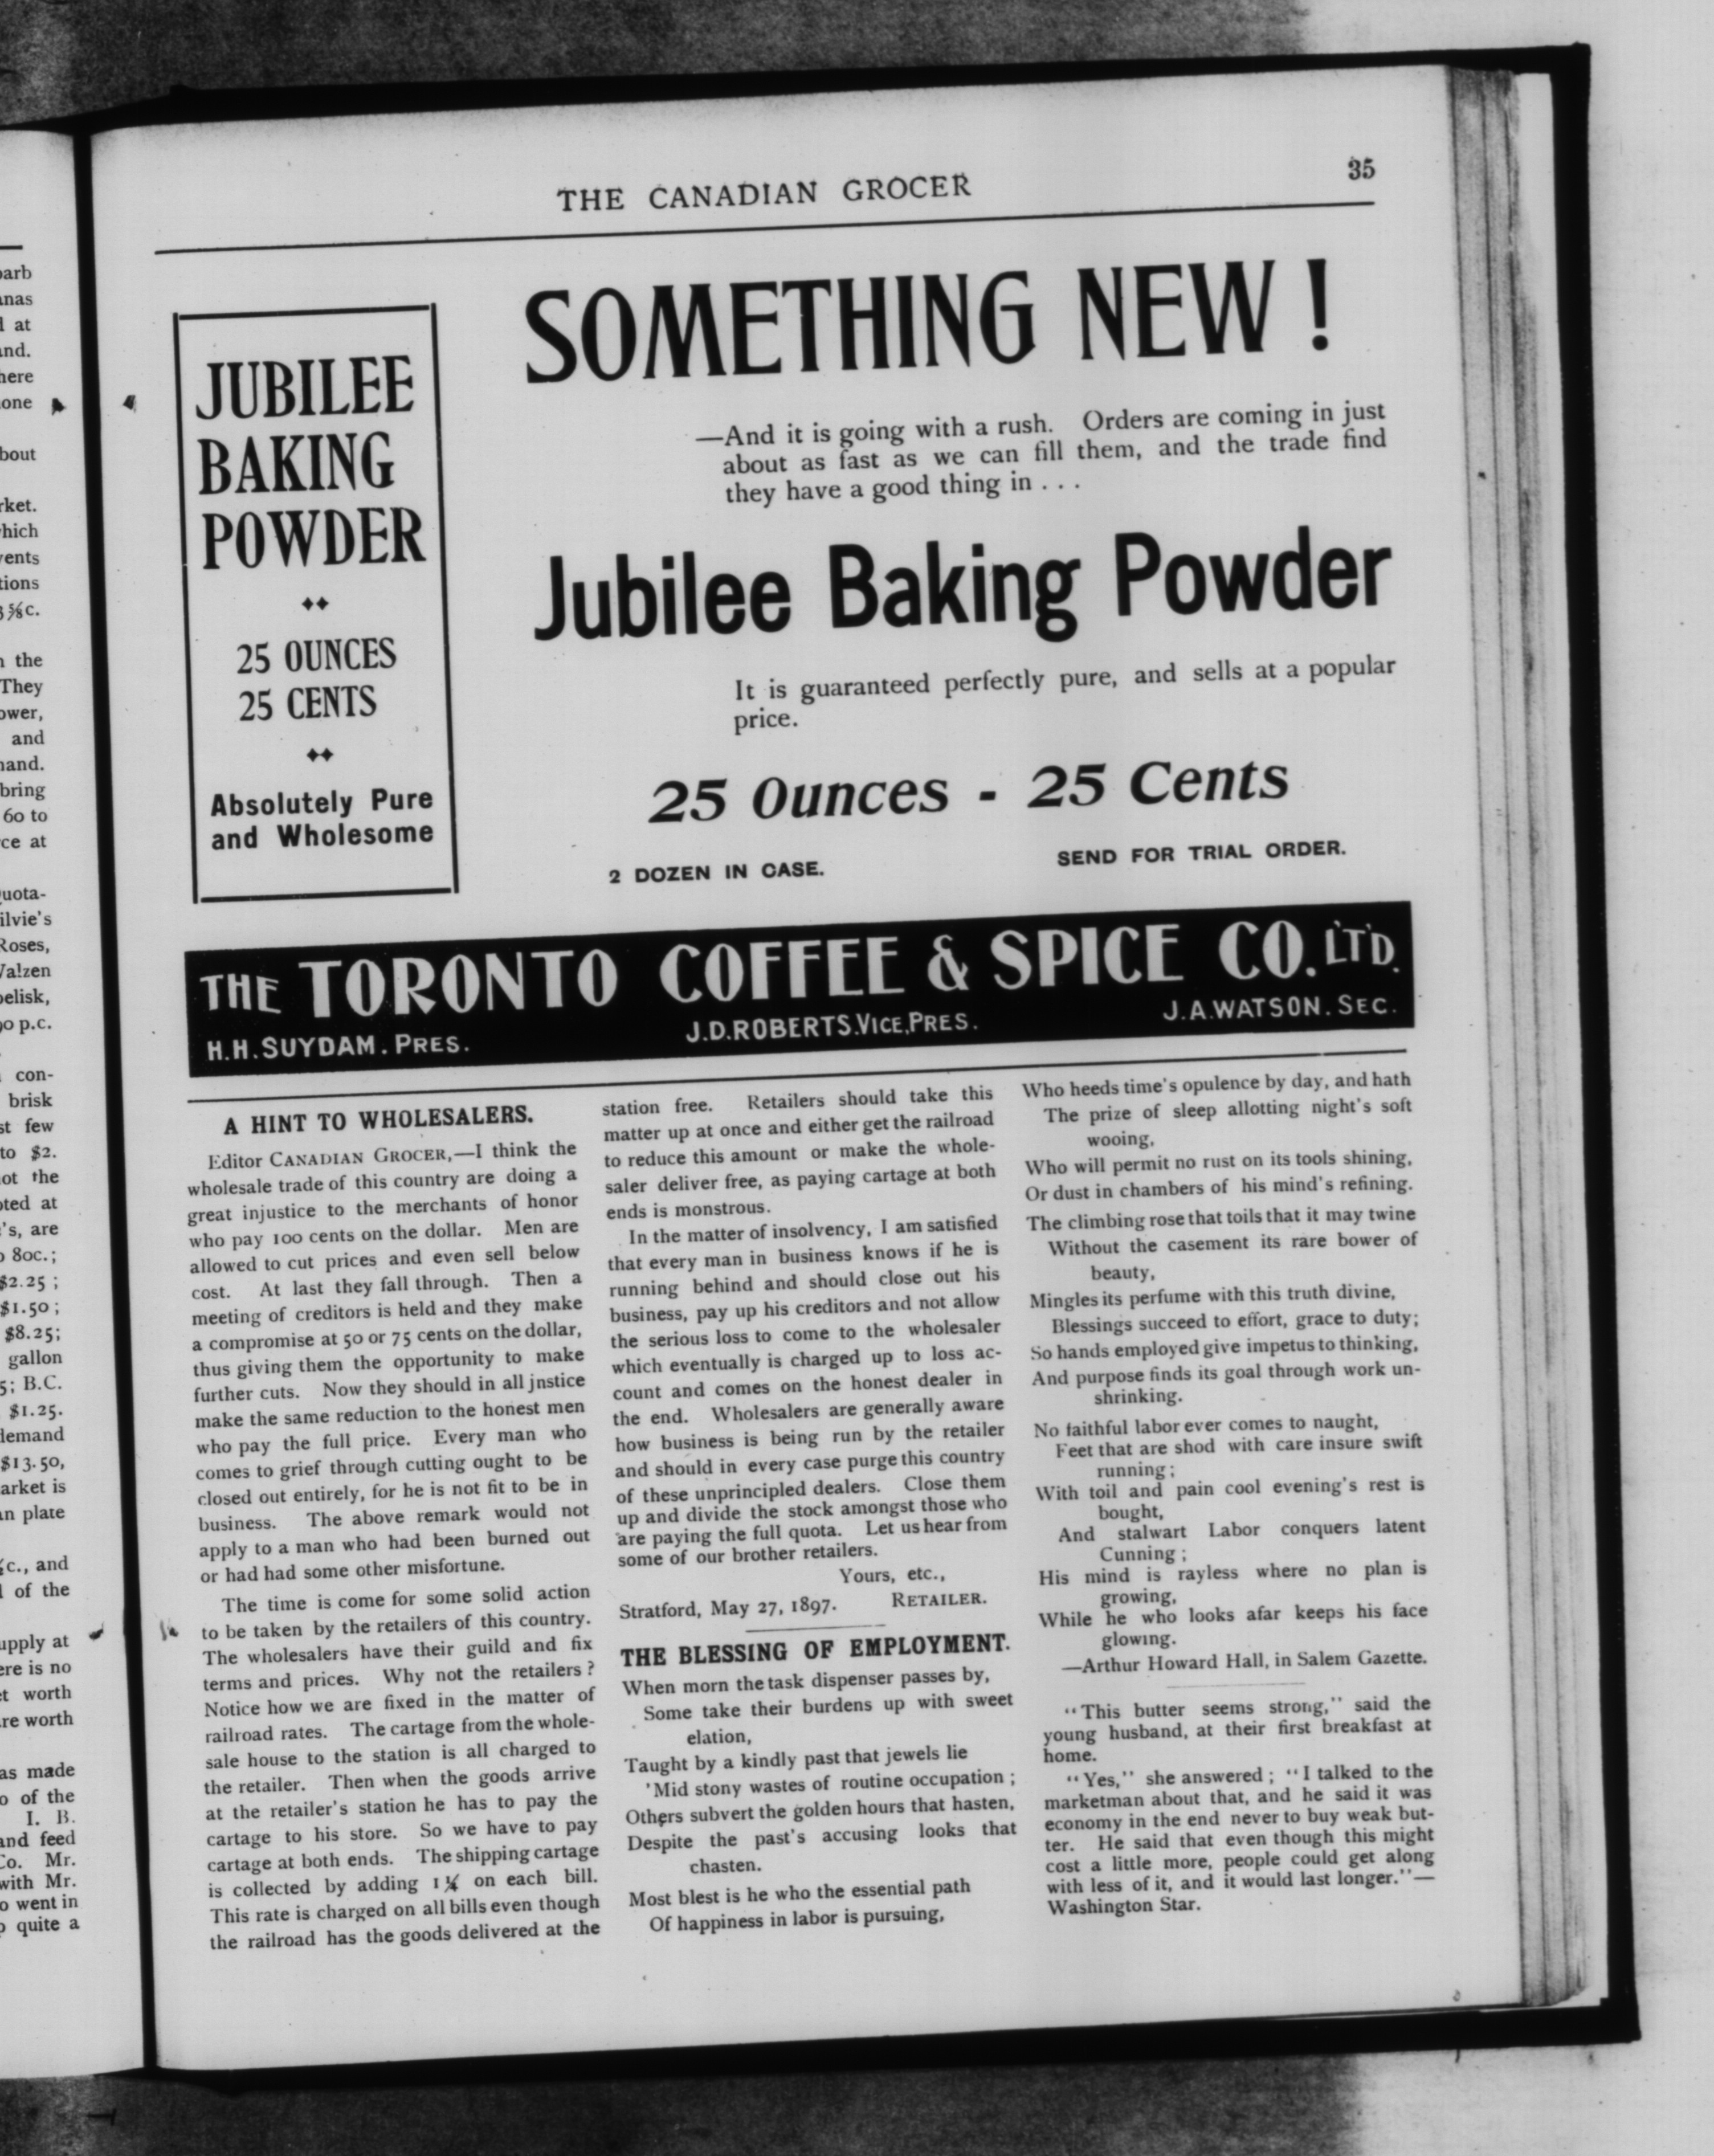 THE CANADIAN GROCER
35
JUBILEE
BAKING
POWDER
25 OUNCES
25 CENTS
Absolutely Pure
and Wholesome
SOMETHING NEW!
—And it is going with a rush. Orders are coming in just
about as fast as we can fill them, and the trade find
they have a good thing in . . .
Jubilee Baking Powder
It is guaranteed perfectly pure, and sells at a popular
price.
25 Ounces - 25 Cents
2 DOZEN IN CASE.
SEND FOR TRIAL ORDER.
THE TORONTO COFFEE & SPICE CO. LT'D.
H.H. SUYDAM. PRES.
J.D. ROBERTS. VICE, PRES.
J.A. WATSON. SEC.
A HINT TO WHOLESALERS.
Editor CANADIAN GROCER,—I think the
wholesale trade of this country are doing a
great injustice to the merchants of honor
who pay 100 cents on the dollar. Men are
allowed to cut prices and even sell below
cost. At last they fall through. Then a
meeting of creditors is held and they make
a compromise at 50 or 75 cents on the dollar,
thus giving them the opportunity to make
further cuts. Now they should in all jnstice
make the same reduction to the honest men
who pay the full price. Every man who
comes to grief through cutting ought to be
closed out entirely, for he is not fit to be in
business. The above remark would not
apply to a man who had been burned out
or had had some other misfortune.
The time is come for some solid action
to be taken by the retailers of this country.
The wholesalers have their guild and fix
terms and prices. Why not the retailers ?
Notice how we are fixed in the matter of
railroad rates. The cartage from the whole-
sale house to the station is all charged to
the retailer. Then when the goods arrive
at the retailer's station he has to pay the
cartage to his store. So we have to pay
cartage at both ends. The shipping cartage
is collected by adding 1¼ on each bill.
This rate is charged on all bills even though
the railroad has the goods delivered at the
station free. Retailers should take this
matter up at once and either get the railroad
to reduce this amount or make the whole-
saler deliver free, as paying cartage at both
ends is monstrous.
In the matter of insolvency, I am satisfied
that every man in business knows if he is
running behind and should close out his
business, pay up his creditors and not allow
the serious loss to come to the wholesaler
which eventually is charged up to loss ac-
count and comes on the honest dealer in
the end. Wholesalers are generally aware
how business is being run by the retailer
and should in every case purge this country
of these unprincipled dealers. Close them
up and divide the stock amongst those who
are paying the full quota. Let us hear from
some of our brother retailers.
Yours, etc.,
Stratford, May 27, 1897. RETAILER.
THE BLESSING OF EMPLOYMENT.
When morn the task dispenser passes by,
Some take their burdens up with sweet
elation,
Taught by a kindly past that jewels lie
'Mid stony wastes of routine occupation ;
Others subvert the golden hours that hasten,
Despite the past's accusing looks that
chasten.
Most blest is he who the essential path
Of happiness in labor is pursuing,
Who heeds time's opulence by day, and hath
The prize of sleep allotting night's soft
wooing,
Who will permit no rust on its tools shining,
Or dust in chambers of his mind's refining.
The climbing rose that toils that it may twine
Without the casement its rare bower of
beauty,
Mingles its perfume with this truth divine,
Blessings succeed to effort, grace to duty;
So hands employed give impetus to thinking,
And purpose finds its goal through work un-
shrinking.
No faithful labor ever comes to naught,
Feet that are shod with care insure swift
running ;
With toil and pain cool evening's rest is
bought,
And stalwart Labor conquers latent
Cunning ;
His mind is rayless where no plan is
growing,
While he who looks afar keeps his face
glowing.
—Arthur Howard Hall, in Salem Gazette.
"This butter seems strong," said the
young husband, at their first breakfast at
home.
"Yes," she answered ; "I talked to the
marketman about that, and he said it was
economy in the end never to buy weak but-
ter. He said that even though this might
cost a little more, people could get along
with less of it, and it would last longer."—
Washington Star.